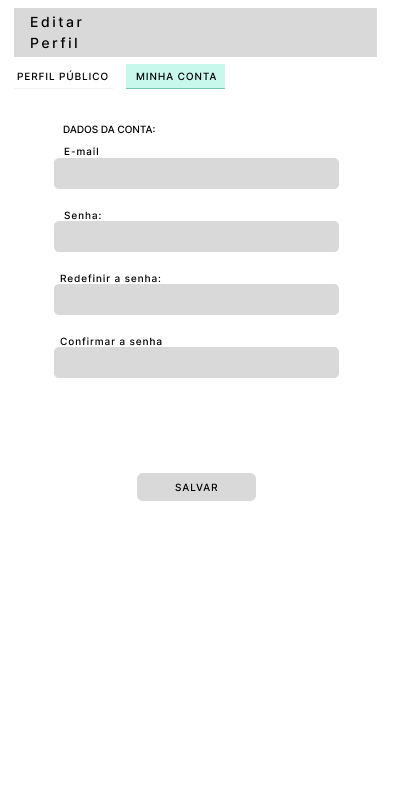 Editar
Perfil
PERFIL PÚBLICO
MINHA CONTA
DADOS DA CONTA:
E-mail
Senha:
Redefinir a senha:
Confirmar a senha
SALVAR